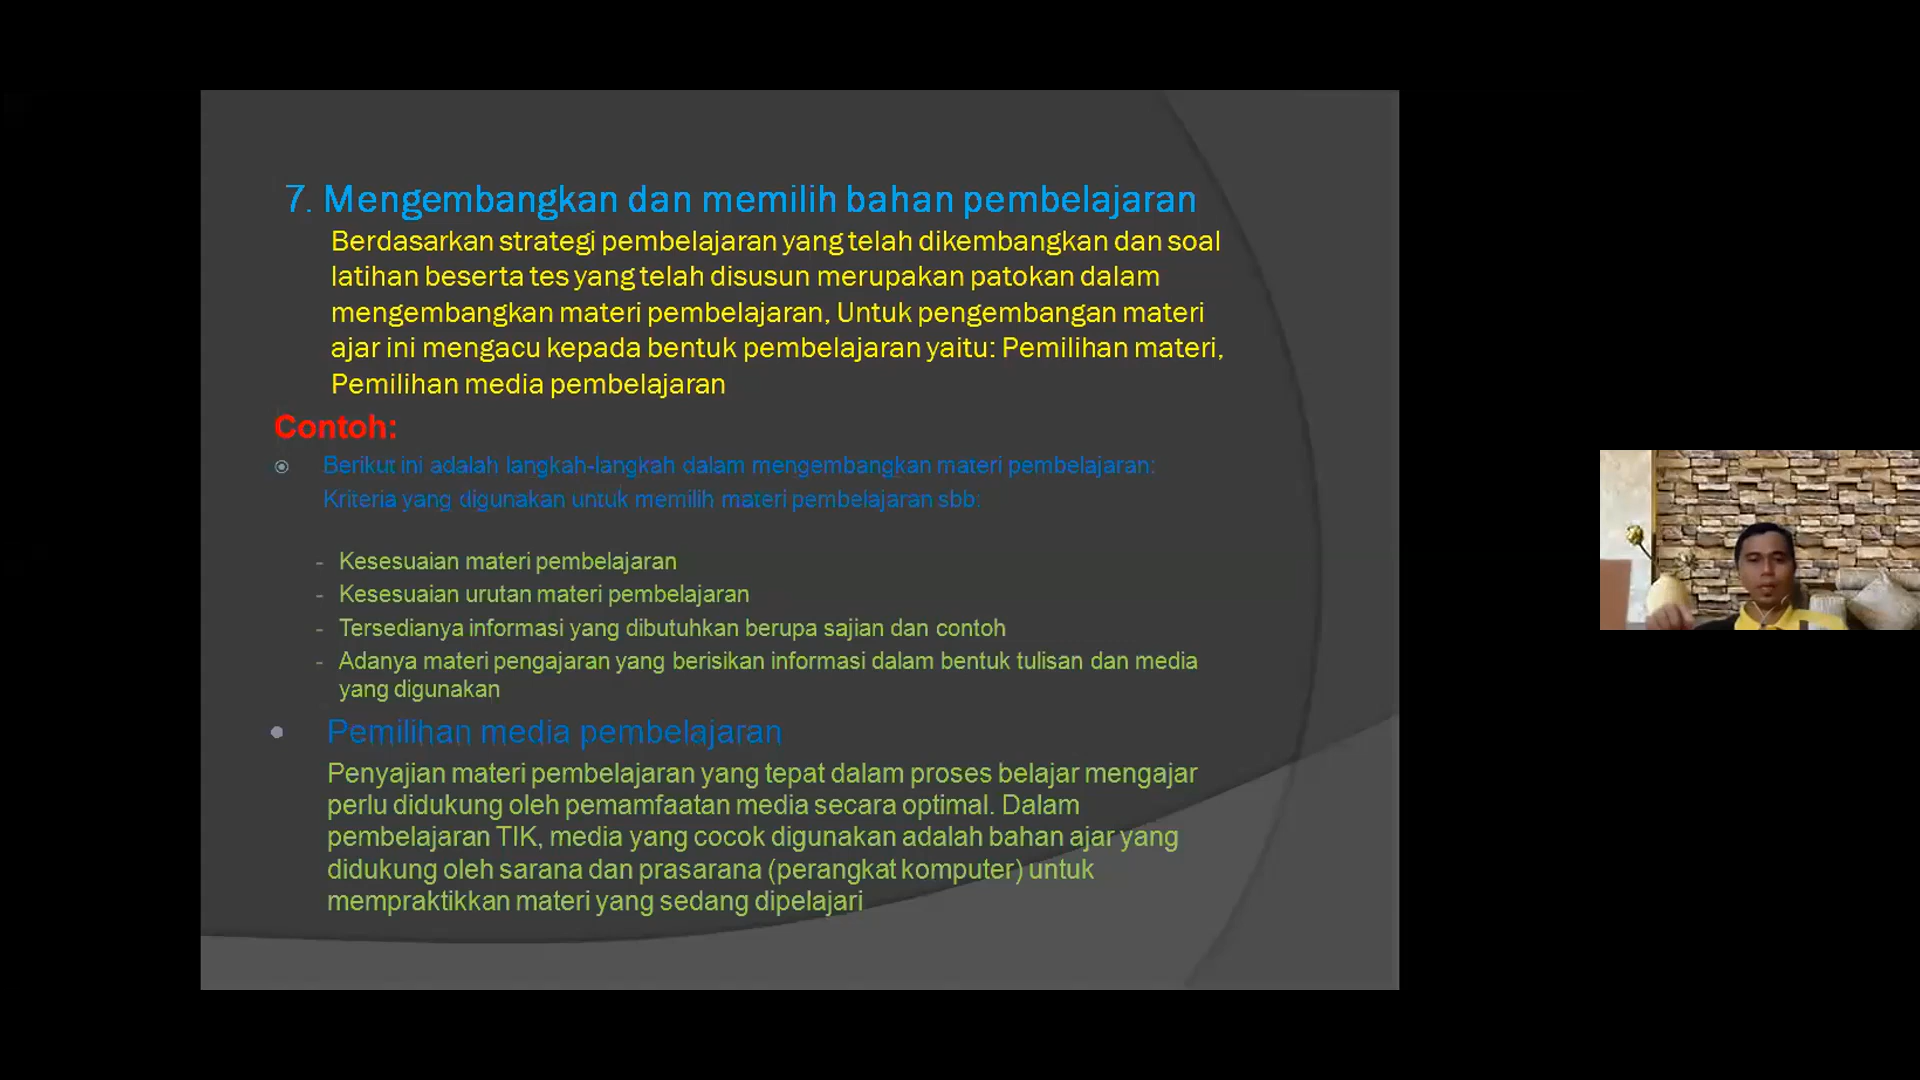 7. Mengembangkan dan memilih bahan pembelajaran
Berdasarkan strategi pembelajaran yang telah dikembangkan dan soal
latihan beserta tes yang telah disusun merupakan patokan dalam
mengembangkan materi pembelajaran, Untuk pengembangan materi
ajar ini mengacu kepada bentuk pembelajaran yaitu: Pemilihan materi,
Pemilihan media pembelajaran
Contoh:
Berikut ini adalah langkah-langkah dalam mengembangkan materi pembelajaran:
Kriteria yang digunakan untuk memilih materi pembelajaran sbb:
- Kesesuaian materi pembelajaran
- Kesesuaian urutan materi pembelajaran
- Tersedianya informasi yang dibutuhkan berupa sajian dan contoh
- Adanya materi pengajaran yang berisikan informasi dalam bentuk tulisan dan media
yang digunakan
• Pemilihan media pembelajaran
Penyajian materi pembelajaran yang tepat dalam proses belajar mengajar
perlu didukung oleh pemamfaatan media secara optimal. Dalam
pembelajaran TIK, media yang cocok digunakan adalah bahan ajar yang
didukung oleh sarana dan prasarana (perangkat komputer) untuk
mempraktikkan materi yang sedang dipelajari